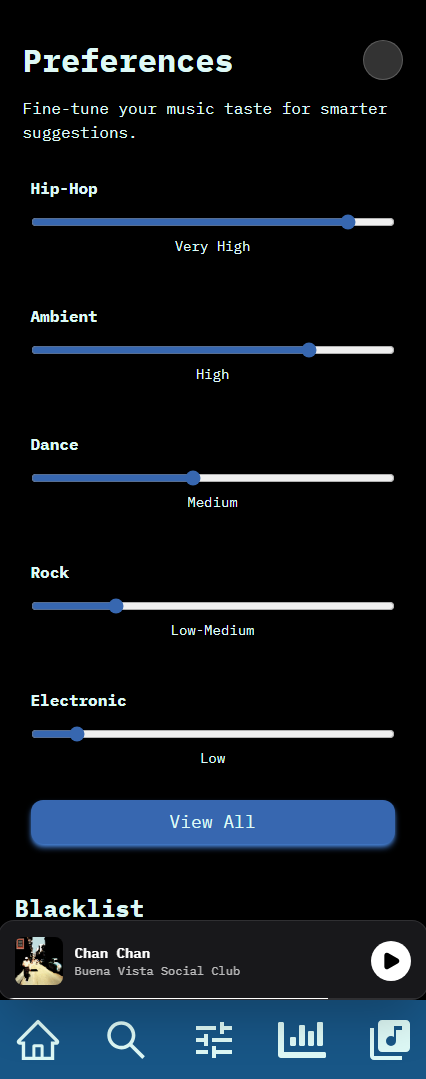 Preferences
Fine-tune your music taste for smarter
suggestions.
Hip-Hop
Very High
Ambient
High
Dance
Medium
Rock
Low-Medium
Electronic
Low
View All
Blacklist
Chan Chan
Buena Vista Social Club